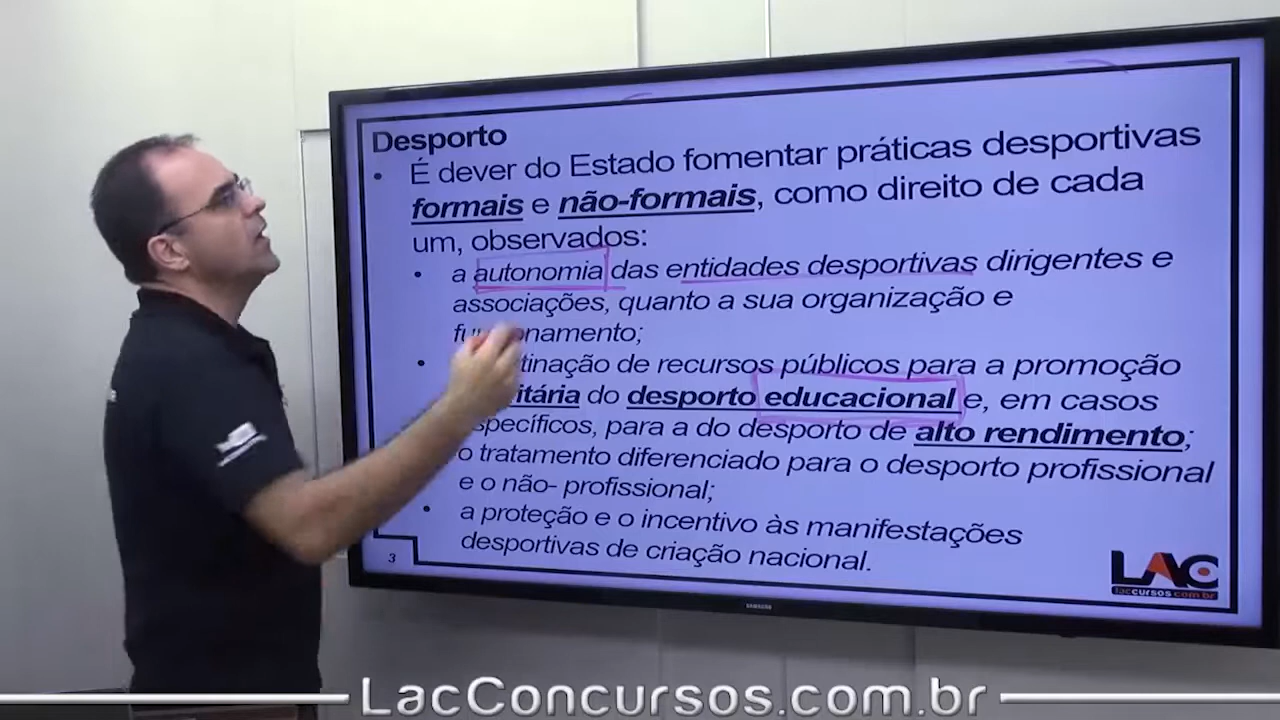 Desporto
• É dever do Estado fomentar práticas desportivas
formais e não-formais, como direito de cada
um, observados:
• a autonomia das entidades desportivas dirigentes e
associações, quanto a sua organização e
• tinação de recursos públicos para a promoção
itária do desporto educacional e, em casos
specíficos, para a do desporto de alto rendimento;
o tratamento diferenciado para o desporto profissional
e o não- profissional;
• a proteção e o incentivo às manifestações
desportivas de criação nacional.
3
LAC
laccursos.com.br
SAMSUNG
LacConcursos.com.br